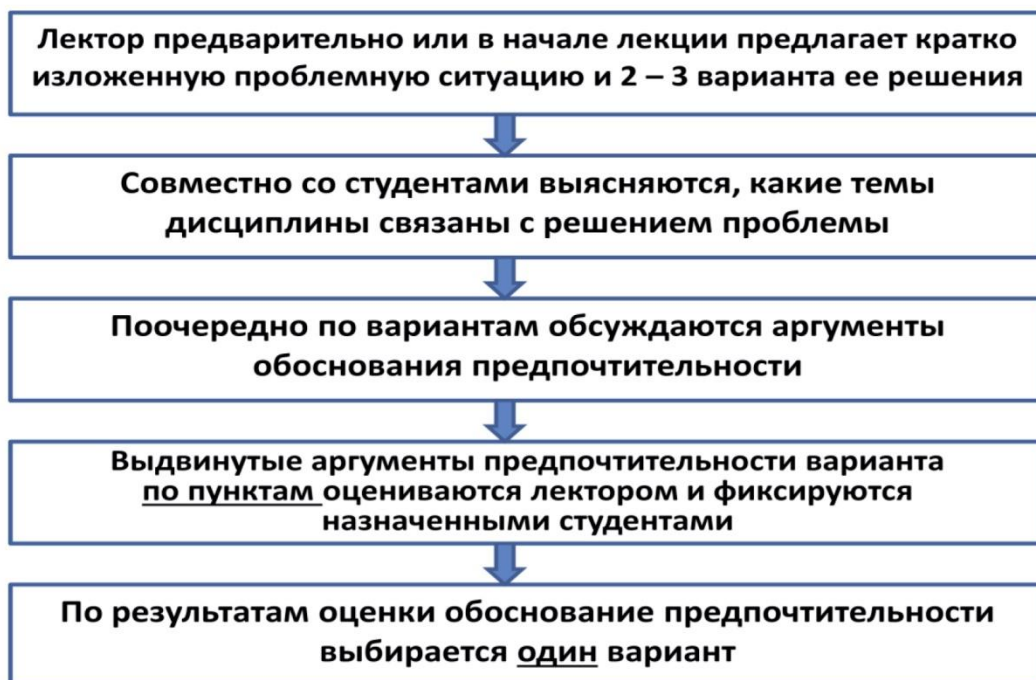 Лектор предварительно или в начале лекции предлагает кратко
изложенную проблемную ситуацию и 2 – 3 варианта ее решения
Совместно со студентами выясняются, какие темы
дисциплины связаны с решением проблемы
Поочередно по вариантам обсуждаются аргументы
обоснования предпочтительности
Выдвинутые аргументы предпочтительности варианта
по пунктам оцениваются лектором и фиксируются
назначенными студентами
По результатам оценки обоснование предпочтительности
выбирается один вариант